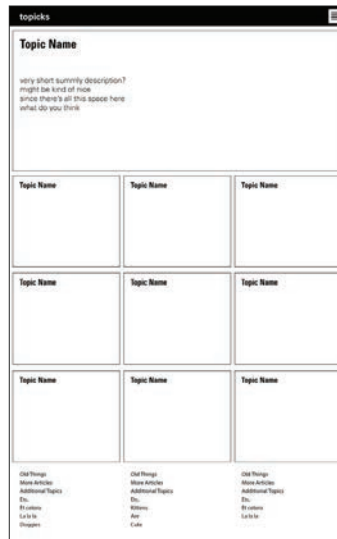 topicks
Topic Name
very short summly description?
might be kind of nice
since there's all this space here
what do you think
Topic Name
Topic Name
Topic Name
Topic Name
Topic Name
Topic Name
Topic Name
Topic Name
Topic Name
Old Things
More Articles
Additional Topics
Etc.
Et cetera
La la la
Doggies
Old Things
More Articles
Additional Topics
Etc.
Kittens
Are
Cute
Old Things
More Articles
Additional Topics
Etc.
Et cetera
La la la